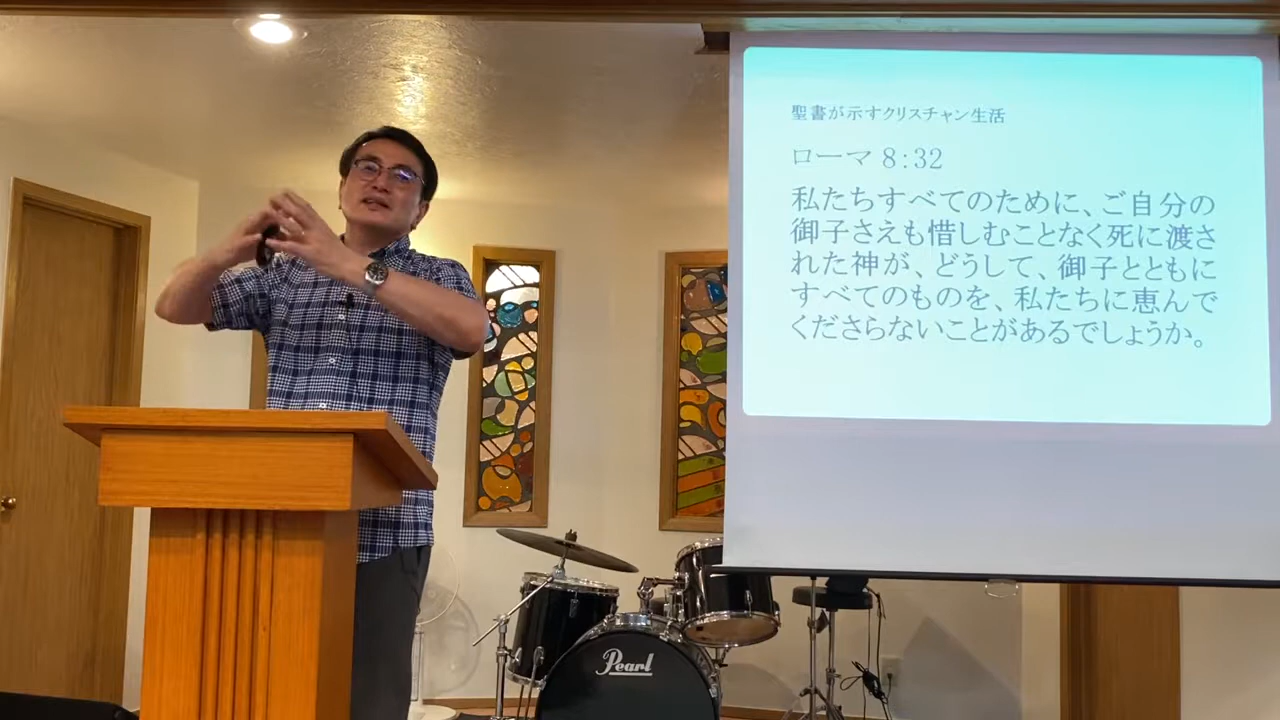 聖書が示すクリスチャン生活
ローマ 8:32
私たちすべてのために、ご自分の
御子さえも惜しむことなく死に渡さ
れた神が、どうして、御子とともに
すべてのものを、私たちに恵んで
くださらないことがあるでしょうか。
Pearl